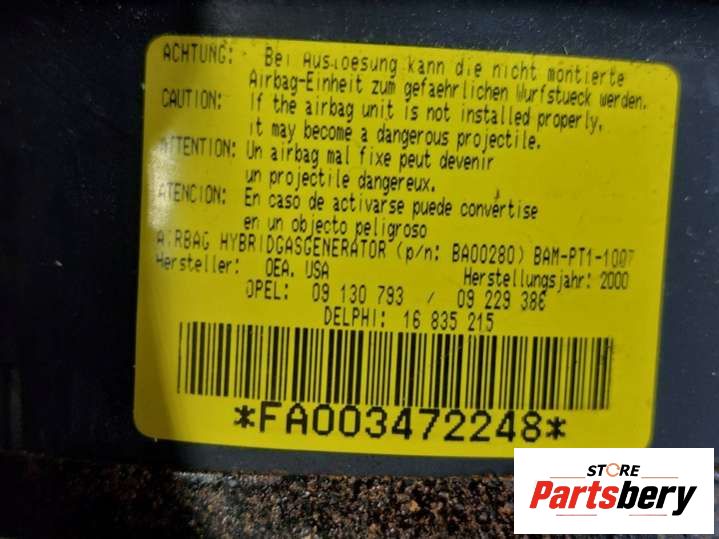 ACHTUNG: Bei Ausloesung kann die nicht montierte
Airbag-Einheit zum gefaehrlichen Wurfstueck werden.
CAUTION: If the airbag unit is not installed properly,
it may become a dangerous projectile.
ATTENTION: Un airbag mal fixe peut devenir
un projectile dangereux.
ATENCION: En caso de activarse puede convertise
en un objecto peligroso
AIRBAG HYBRIDGASGENERATOR (p/n: BA00280) BAM-PT1-1007
Hersteller: OEA, USA Herstellungsjahr: 2000
OPEL: 09 130 793 / 09 229 386
DELPHI: 16 835 215
*FA003472248*
STORE
Partsbery